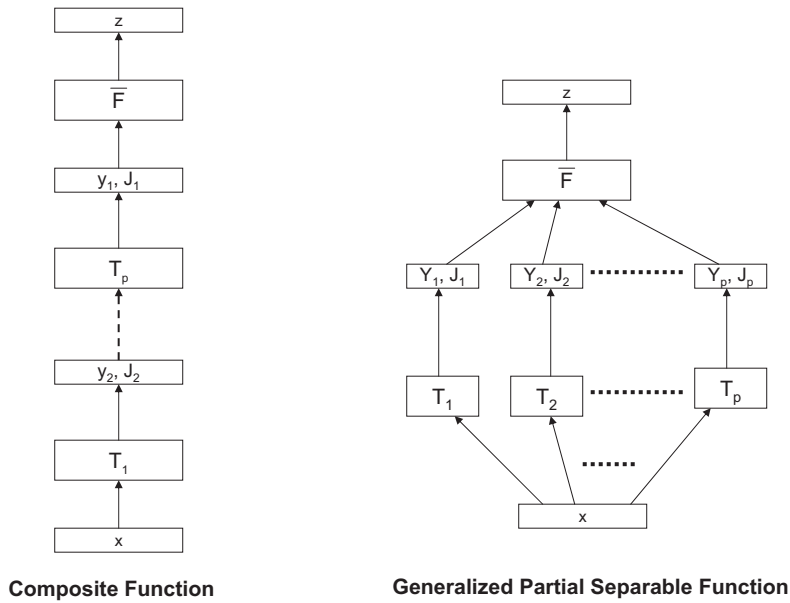 z
F̅
y₁, J₁
Tₚ
y₂, J₂
T₁
x
Composite Function
z
F̅
Y₁, J₁ Y₂, J₂ Yₚ, Jₚ
T₁ T₂ Tₚ
x
Generalized Partial Separable Function